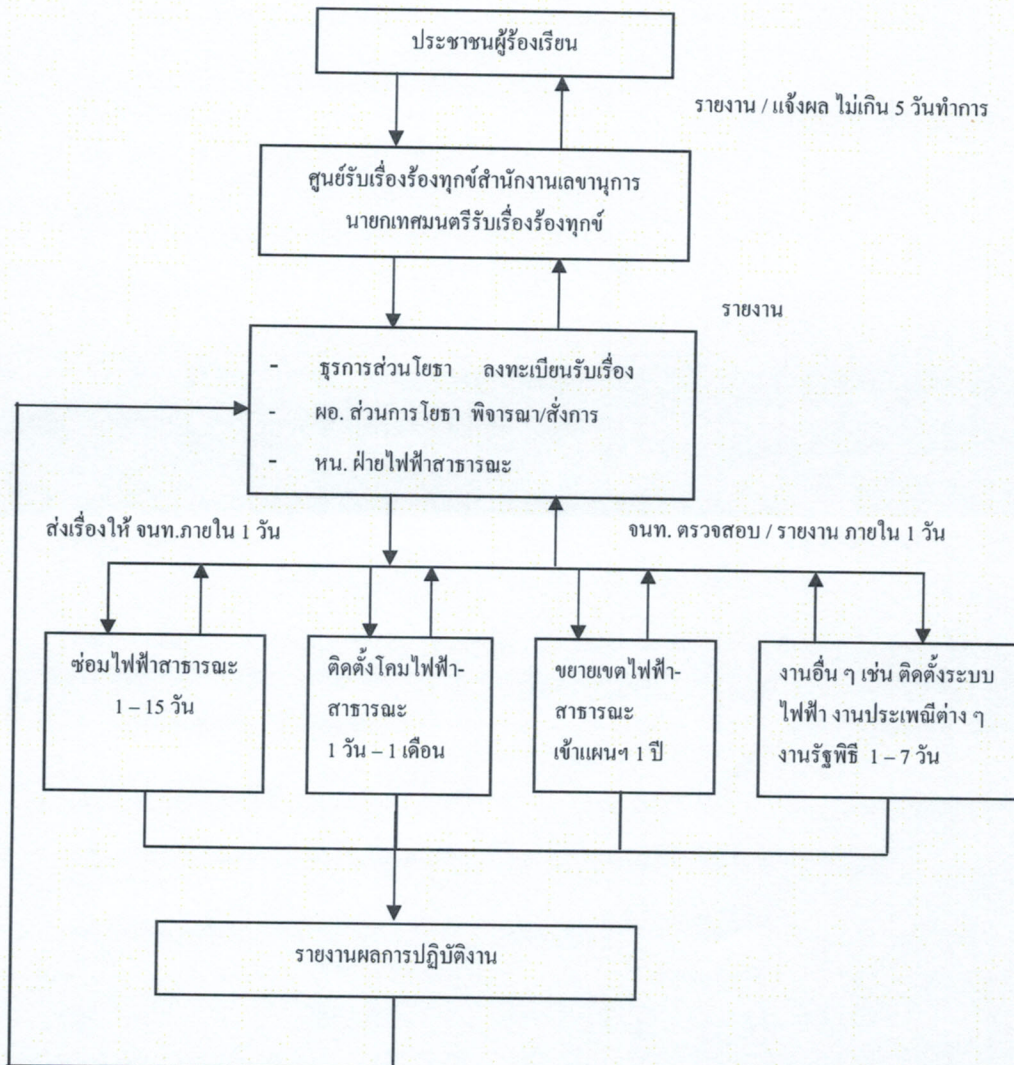 ประชาชนผู้ร้องเรียน
รายงาน / แจ้งผล ไม่เกิน 5 วันทำการ
ศูนย์รับเรื่องร้องทุกข์สำนักงานเลขานุการ
นายกเทศมนตรีรับเรื่องร้องทุกข์
รายงาน
- ธุรการส่วนโยธา ลงทะเบียนรับเรื่อง
- ผอ. ส่วนการโยธา พิจารณา/สั่งการ
- หน. ฝ่ายไฟฟ้าสาธารณะ
ส่งเรื่องให้ จนท.ภายใน 1 วัน
จนท. ตรวจสอบ / รายงาน ภายใน 1 วัน
ซ่อมไฟฟ้าสาธารณะ
1 – 15 วัน
ติดตั้งโคมไฟฟ้า-
สาธารณะ
1 วัน – 1 เดือน
ขยายเขตไฟฟ้า-
สาธารณะ
เข้าแผนฯ 1 ปี
งานอื่น ๆ เช่น ติดตั้งระบบ
ไฟฟ้า งานประเพณีต่าง ๆ
งานรัฐพิธี 1 – 7 วัน
รายงานผลการปฏิบัติงาน